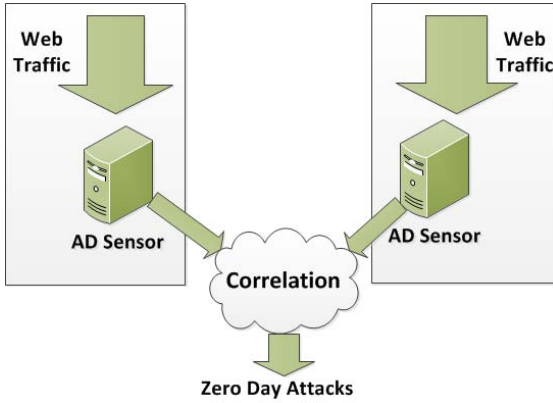 Web
Traffic
Web
Traffic
AD Sensor
AD Sensor
Correlation
Zero Day Attacks